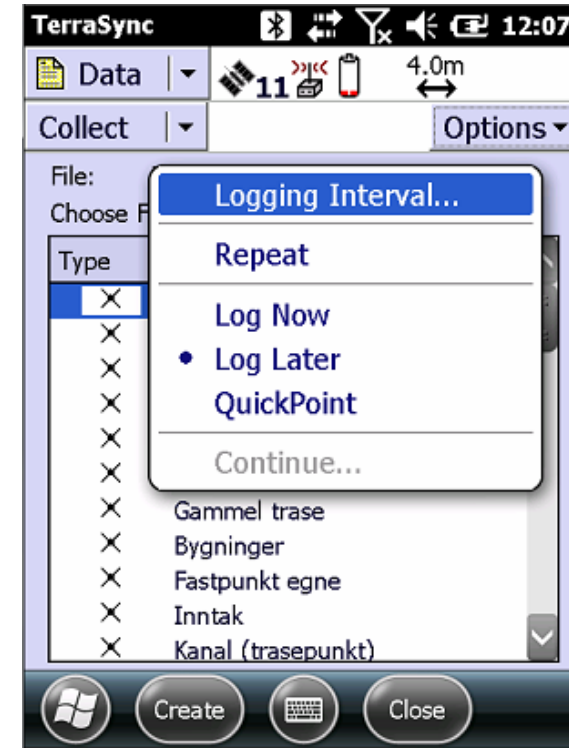 TerraSync 12:07
Data 11 4.0m
Collect Options
File:
Choose F
Logging Interval...
Type
Repeat
Log Now
Log Later
QuickPoint
Continue...
Gammel trase
Bygninger
Fastpunkt egne
Inntak
Kanal (trasepunkt)
Create Close